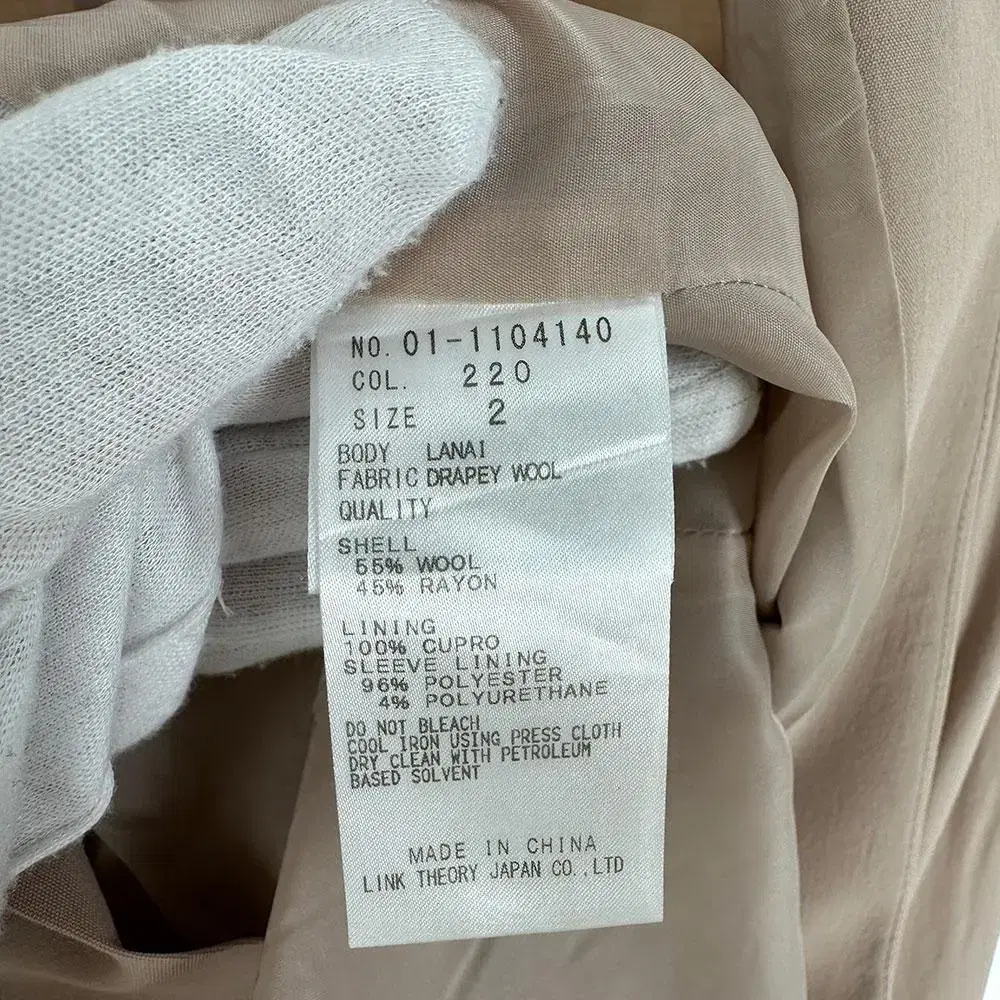 NO. 01-1104140
COL. 220
SIZE 2
BODY LANAI
FABRIC DRAPEY WOOL
QUALITY
SHELL
55% WOOL
45% RAYON
LINING
100% CUPRO
SLEEVE LINING
96% POLYESTER
4% POLYURETHANE
DO NOT BLEACH
COOL IRON USING PRESS CLOTH
DRY CLEAN WITH PETROLEUM
BASED SOLVENT
MADE IN CHINA
LINK THEORY JAPAN CO.,LTD